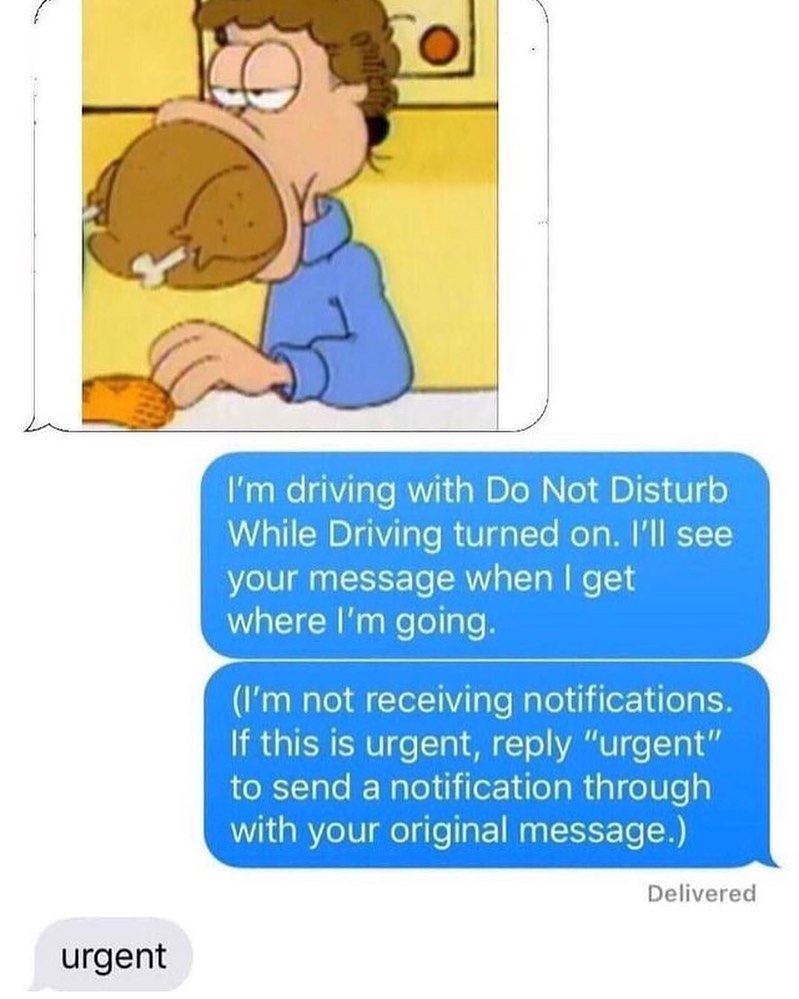 I'm driving with Do Not Disturb
While Driving turned on. I'll see
your message when I get
where I'm going.
(I'm not receiving notifications.
If this is urgent, reply "urgent"
to send a notification through
with your original message.)
Delivered
urgent